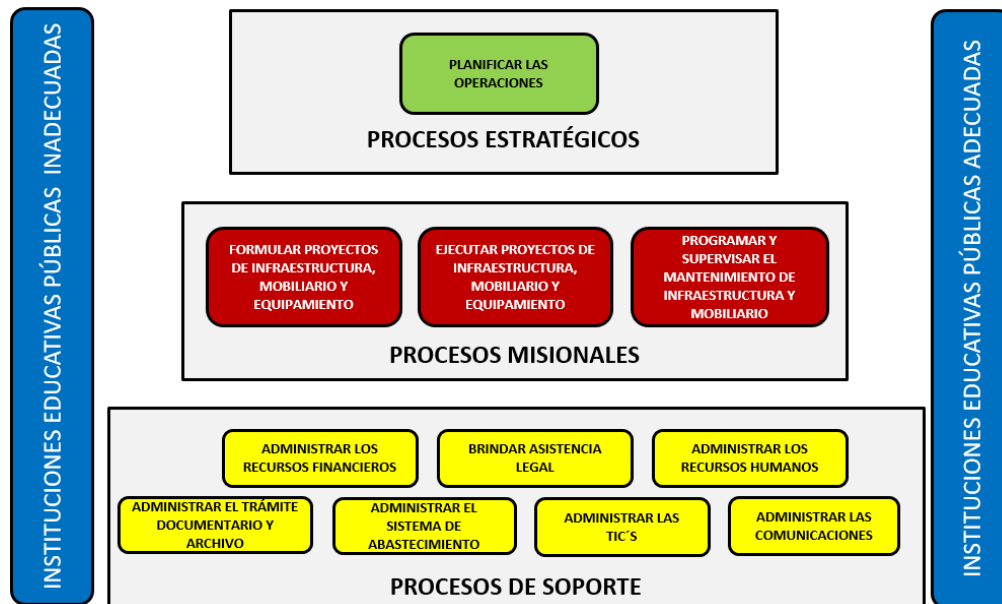 INSTITUCIONES EDUCATIVAS PÚBLICAS INADECUADAS
PLANIFICAR LAS
OPERACIONES
PROCESOS ESTRATÉGICOS
FORMULAR PROYECTOS
DE INFRAESTRUCTURA,
MOBILIARIO Y
EQUIPAMIENTO
EJECUTAR PROYECTOS DE
INFRAESTRUCTURA,
MOBILIARIO Y
EQUIPAMIENTO
PROGRAMAR Y
SUPERVISAR EL
MANTENIMIENTO DE
INFRAESTRUCTURA Y
MOBILIARIO
PROCESOS MISIONALES
ADMINISTRAR LOS
RECURSOS FINANCIEROS
BRINDAR ASISTENCIA
LEGAL
ADMINISTRAR LOS
RECURSOS HUMANOS
ADMINISTRAR EL TRÁMITE
DOCUMENTARIO Y
ARCHIVO
ADMINISTRAR EL
SISTEMA DE
ABASTECIMIENTO
ADMINISTRAR LAS
TIC´S
ADMINISTRAR LAS
COMUNICACIONES
PROCESOS DE SOPORTE
INSTITUCIONES EDUCATIVAS PÚBLICAS ADECUADAS